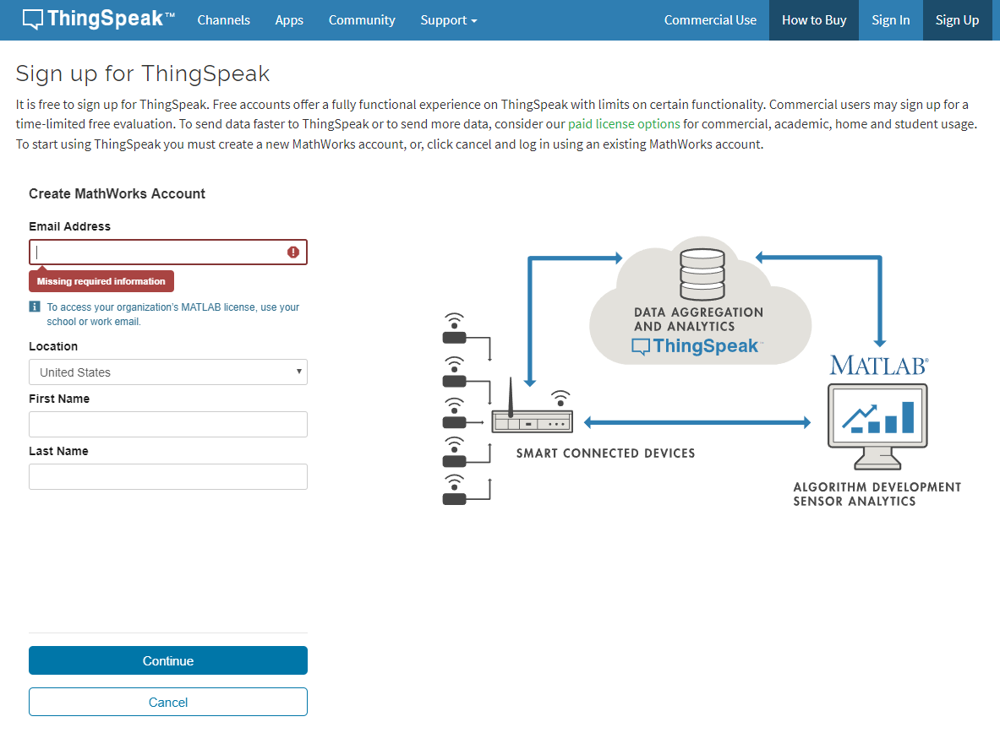 ThingSpeak™ Channels Apps Community Support Commercial Use How to Buy Sign In Sign Up
Sign up for ThingSpeak
It is free to sign up for ThingSpeak. Free accounts offer a fully functional experience on ThingSpeak with limits on certain functionality. Commercial users may sign up for a
time-limited free evaluation. To send data faster to ThingSpeak or to send more data, consider our paid license options for commercial, academic, home and student usage.
To start using ThingSpeak you must create a new MathWorks account, or, click cancel and log in using an existing MathWorks account.
Create MathWorks Account
Email Address
Missing required information
To access your organization's MATLAB license, use your
school or work email.
Location
United States
First Name
Last Name
Continue
Cancel
DATA AGGREGATION
AND ANALYTICS
ThingSpeak™
MATLAB®
SMART CONNECTED DEVICES
ALGORITHM DEVELOPMENT
SENSOR ANALYTICS